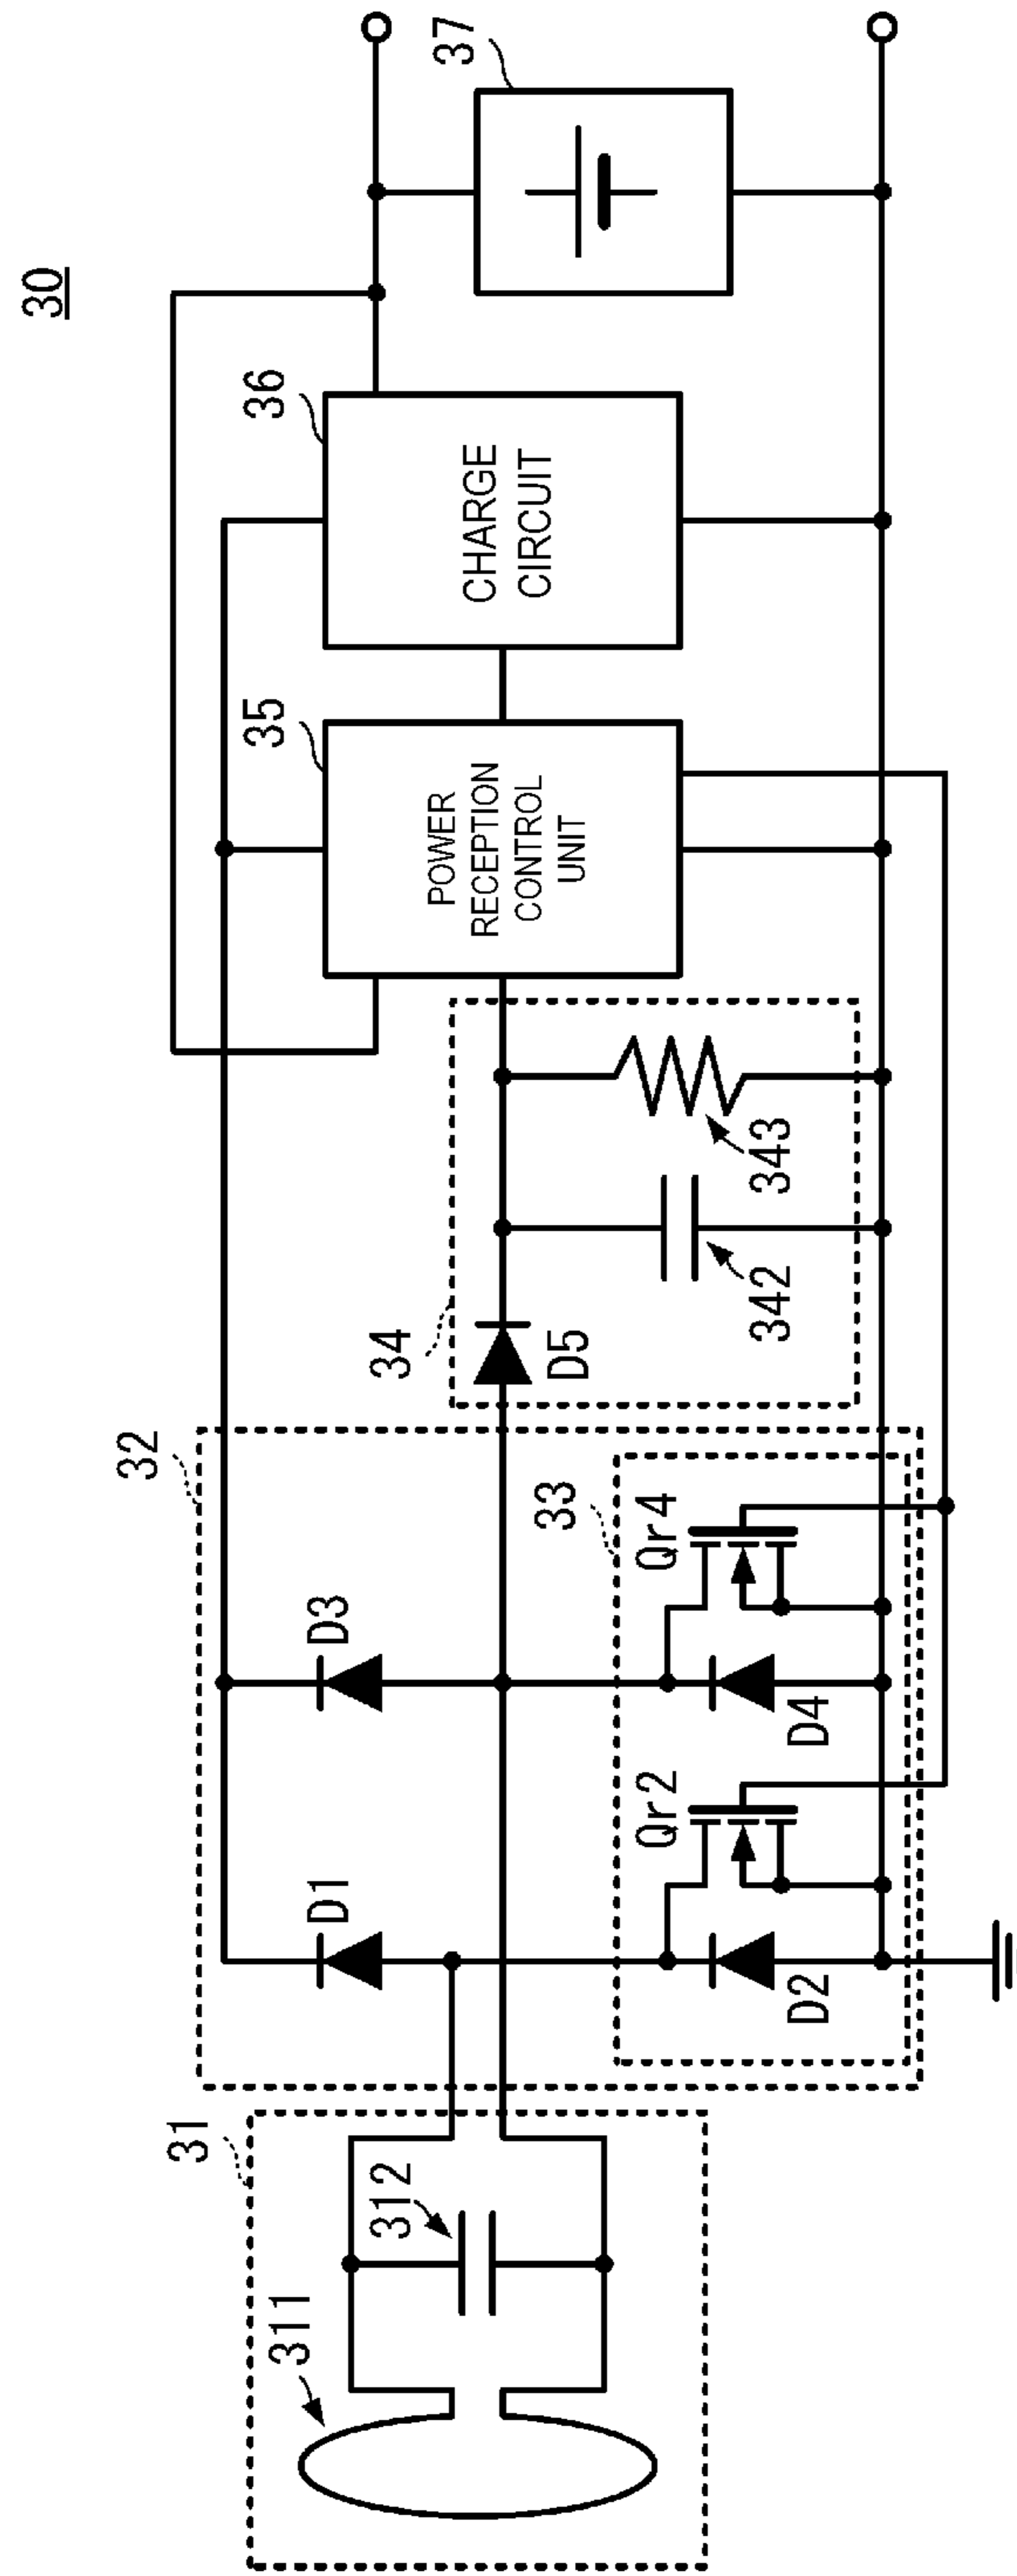 30
31
311
312
32
D1
D3
33
Qr2
Qr4
D2
D4
34
D5
342
343
35
POWER
RECEPTION
CONTROL
UNIT
36
CHARGE
CIRCUIT
37